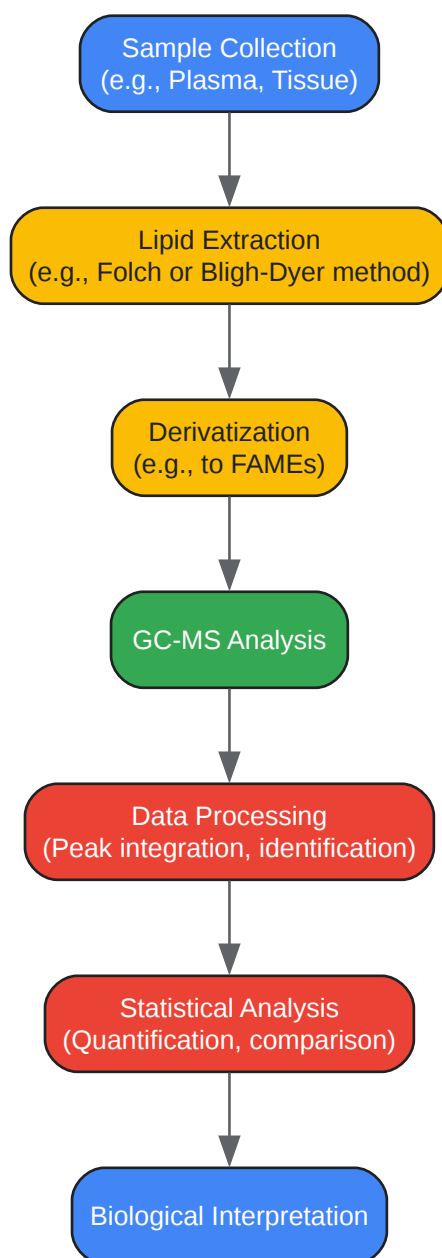 Sample Collection
(e.g., Plasma, Tissue)
Lipid Extraction
(e.g., Folch or Bligh-Dyer method)
Derivatization
(e.g., to FAMEs)
GC-MS Analysis
Data Processing
(Peak integration, identification)
Statistical Analysis
(Quantification, comparison)
Biological Interpretation